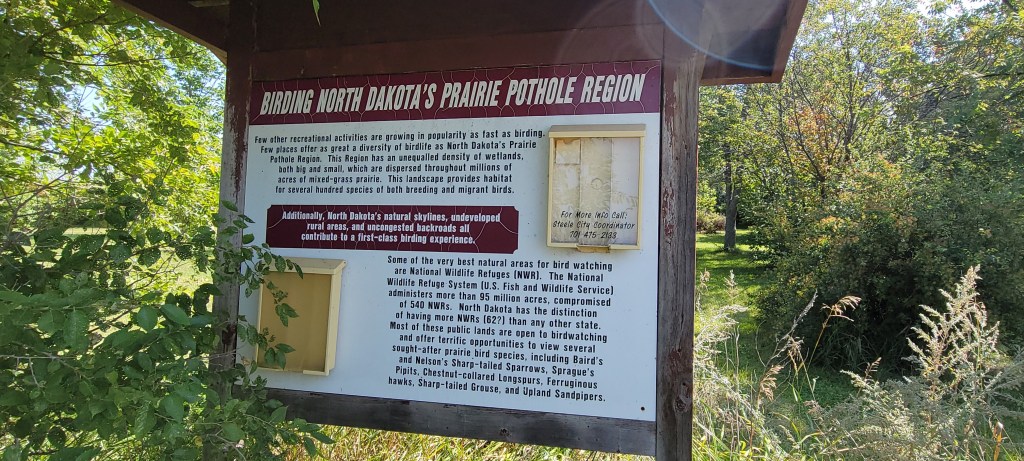 BIRDING NORTH DAKOTA'S PRAIRIE POTHOLE REGION
Few other recreational activities are growing in popularity as fast as birding.
Few places offer as great a diversity of birdlife as North Dakota's Prairie
Pothole Region. This Region has an unequalled density of wetlands,
both big and small, which are dispersed throughout millions of
acres of mixed-grass prairie. This landscape provides habitat
for several hundred species of both breeding and migrant birds.
For More Info Call:
Steele City Coordinator
701-475-2133
Additionally, North Dakota's natural skylines, undeveloped
rural areas, and uncongested backroads all
contribute to a first-class birding experience.
Some of the very best natural areas for bird watching
are National Wildlife Refuges (NWR). The National
Wildlife Refuge System (U.S. Fish and Wildlife Service)
administers more than 95 million acres, compromised
of 540 NWRs. North Dakota has the distinction
of having more NWRs (62?) than any other state.
Most of these public lands are open to birdwatching
and offer terrific opportunities to view several
sought-after prairie bird species, including Baird's
and Nelson's Sharp-tailed Sparrows, Sprague's
Pipits, Chestnut-collared Longspurs, Ferruginous
hawks, Sharp-tailed Grouse, and Upland Sandpipers.